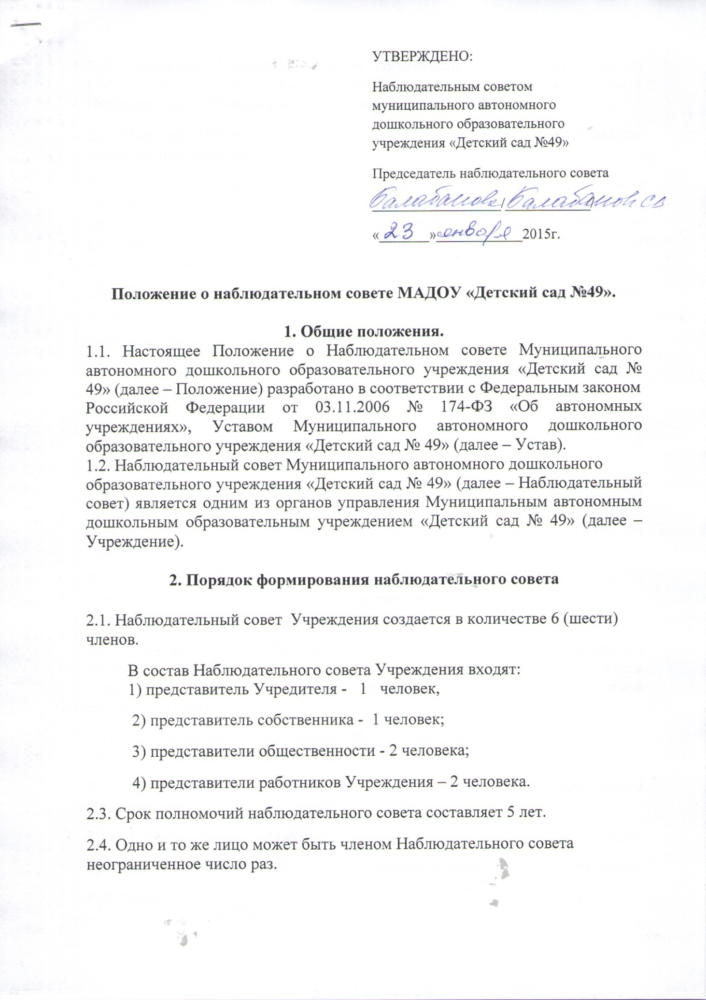 УТВЕРЖДЕНО:
Наблюдательным советом
муниципального автономного
дошкольного образовательного
учреждения «Детский сад №49»
Председатель наблюдательного совета
Балабанова/ Балабанов СВ
« 23 » января 2015г.
Положение о наблюдательном совете МАДОУ «Детский сад №49».
1. Общие положения.
1.1. Настоящее Положение о Наблюдательном совете Муниципального
автономного дошкольного образовательного учреждения «Детский сад №
49» (далее – Положение) разработано в соответствии с Федеральным законом
Российской Федерации от 03.11.2006 № 174-ФЗ «Об автономных
учреждениях», Уставом Муниципального автономного дошкольного
образовательного учреждения «Детский сад № 49» (далее – Устав).
1.2. Наблюдательный совет Муниципального автономного дошкольного
образовательного учреждения «Детский сад № 49» (далее – Наблюдательный
совет) является одним из органов управления Муниципальным автономным
дошкольным образовательным учреждением «Детский сад № 49» (далее –
Учреждение).
2. Порядок формирования наблюдательного совета
2.1. Наблюдательный совет Учреждения создается в количестве 6 (шести)
членов.
В состав Наблюдательного совета Учреждения входят:
1) представитель Учредителя - 1 человек,
2) представитель собственника - 1 человек;
3) представители общественности - 2 человека;
4) представители работников Учреждения – 2 человека.
2.3. Срок полномочий наблюдательного совета составляет 5 лет.
2.4. Одно и то же лицо может быть членом Наблюдательного совета
неограниченное число раз.